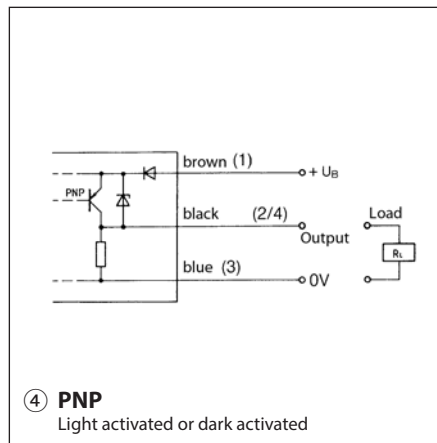 brown (1)
+ UB
PNP
black (2/4)
Load
Output
RL
blue (3)
0V
④ PNP
Light activated or dark activated